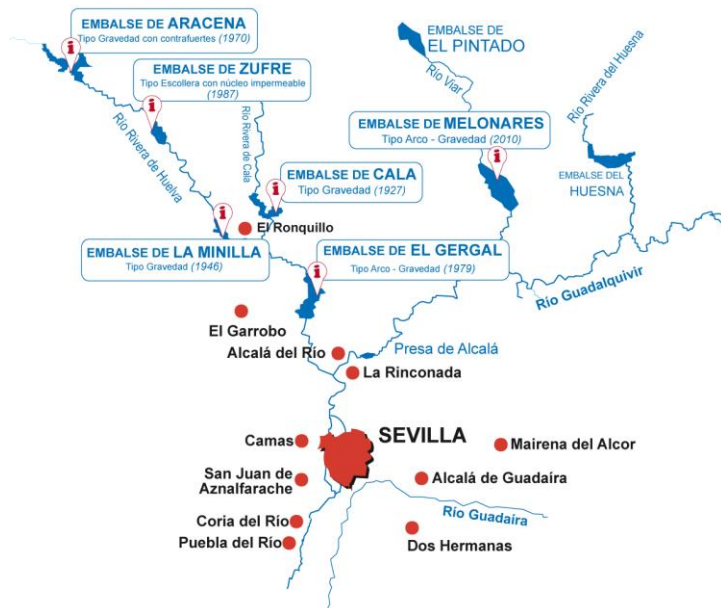 EMBALSE DE ARACENA
Tipo Gravedad con contrafuertes (1970)
EMBALSE DE
EL PINTADO
EMBALSE DE ZUFRE
Tipo Escollera con núcleo impermeable
(1987)
Río Viar
Río Rivera del Huesna
Río Rivera de Huelva
Río Rivera de Cala
EMBALSE DE MELONARES
Tipo Arco - Gravedad (2010)
EMBALSE DE CALA
Tipo Gravedad (1927)
EMBALSE DEL
HUESNA
El Ronquillo
EMBALSE DE LA MINILLA
Tipo Gravedad (1946)
EMBALSE DE EL GERGAL
Tipo Arco - Gravedad (1979)
Río Guadalquivir
El Garrobo
Alcalá del Río
Presa de Alcalá
La Rinconada
Camas
SEVILLA
Mairena del Alcor
San Juan de
Aznalfarache
Alcalá de Guadaíra
Coria del Río
Río Guadaíra
Puebla del Río
Dos Hermanas